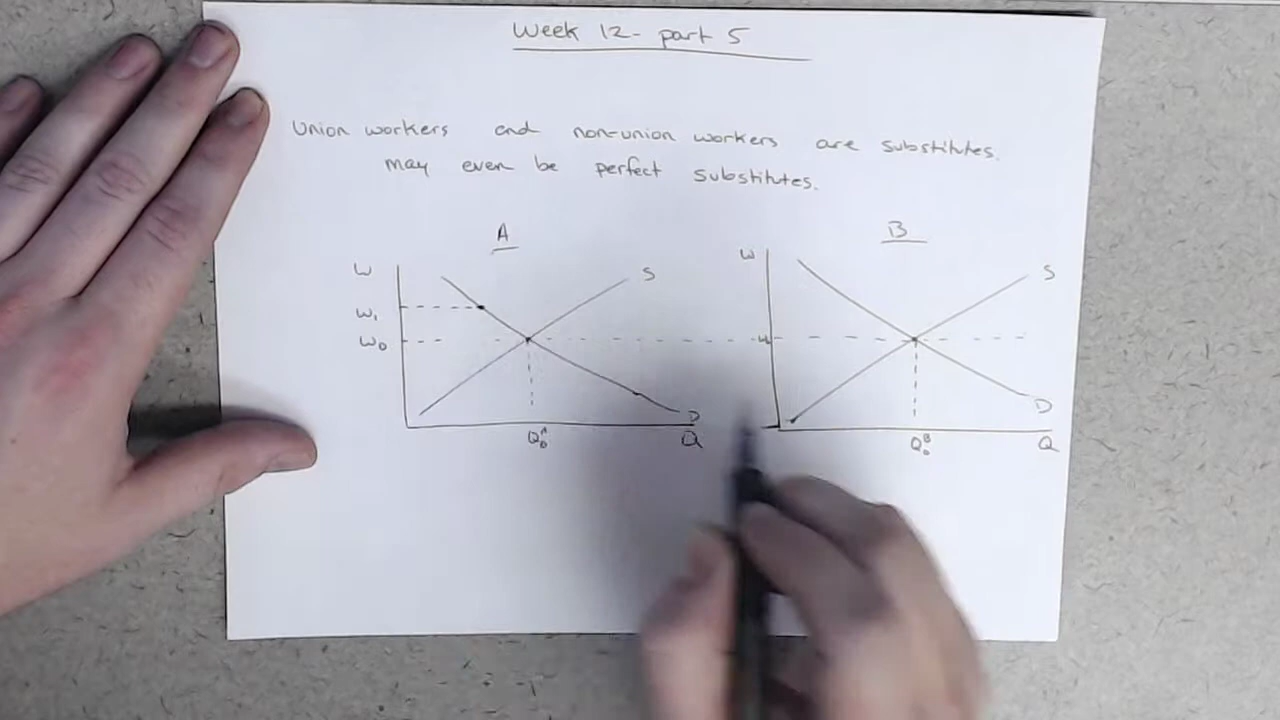 Week 12 - part 5
Union workers and non-union workers are substitutes.
may even be perfect substitutes.
A
B
W
S
W
S
W₁
W₀
D
D
Q₀ᴬ
Q
Q₀ᴮ
Q